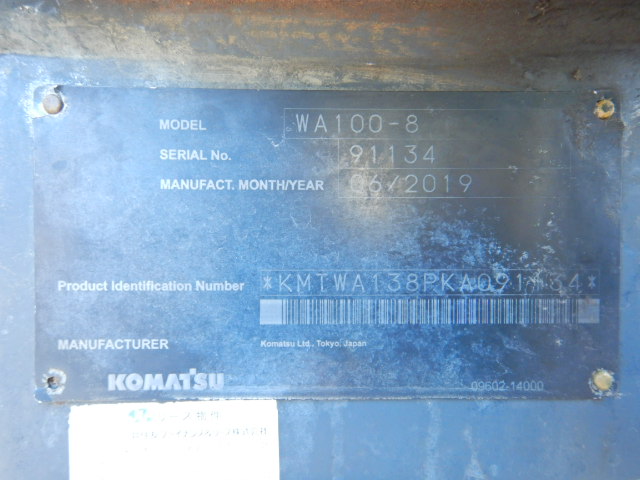 MODEL WA100-8
SERIAL No. 91134
MANUFACT. MONTH/YEAR 06/2019
Product Identification Number *KMTWA138PKA091134*
MANUFACTURER Komatsu Ltd., Tokyo, Japan
KOMATSU 09602-14000